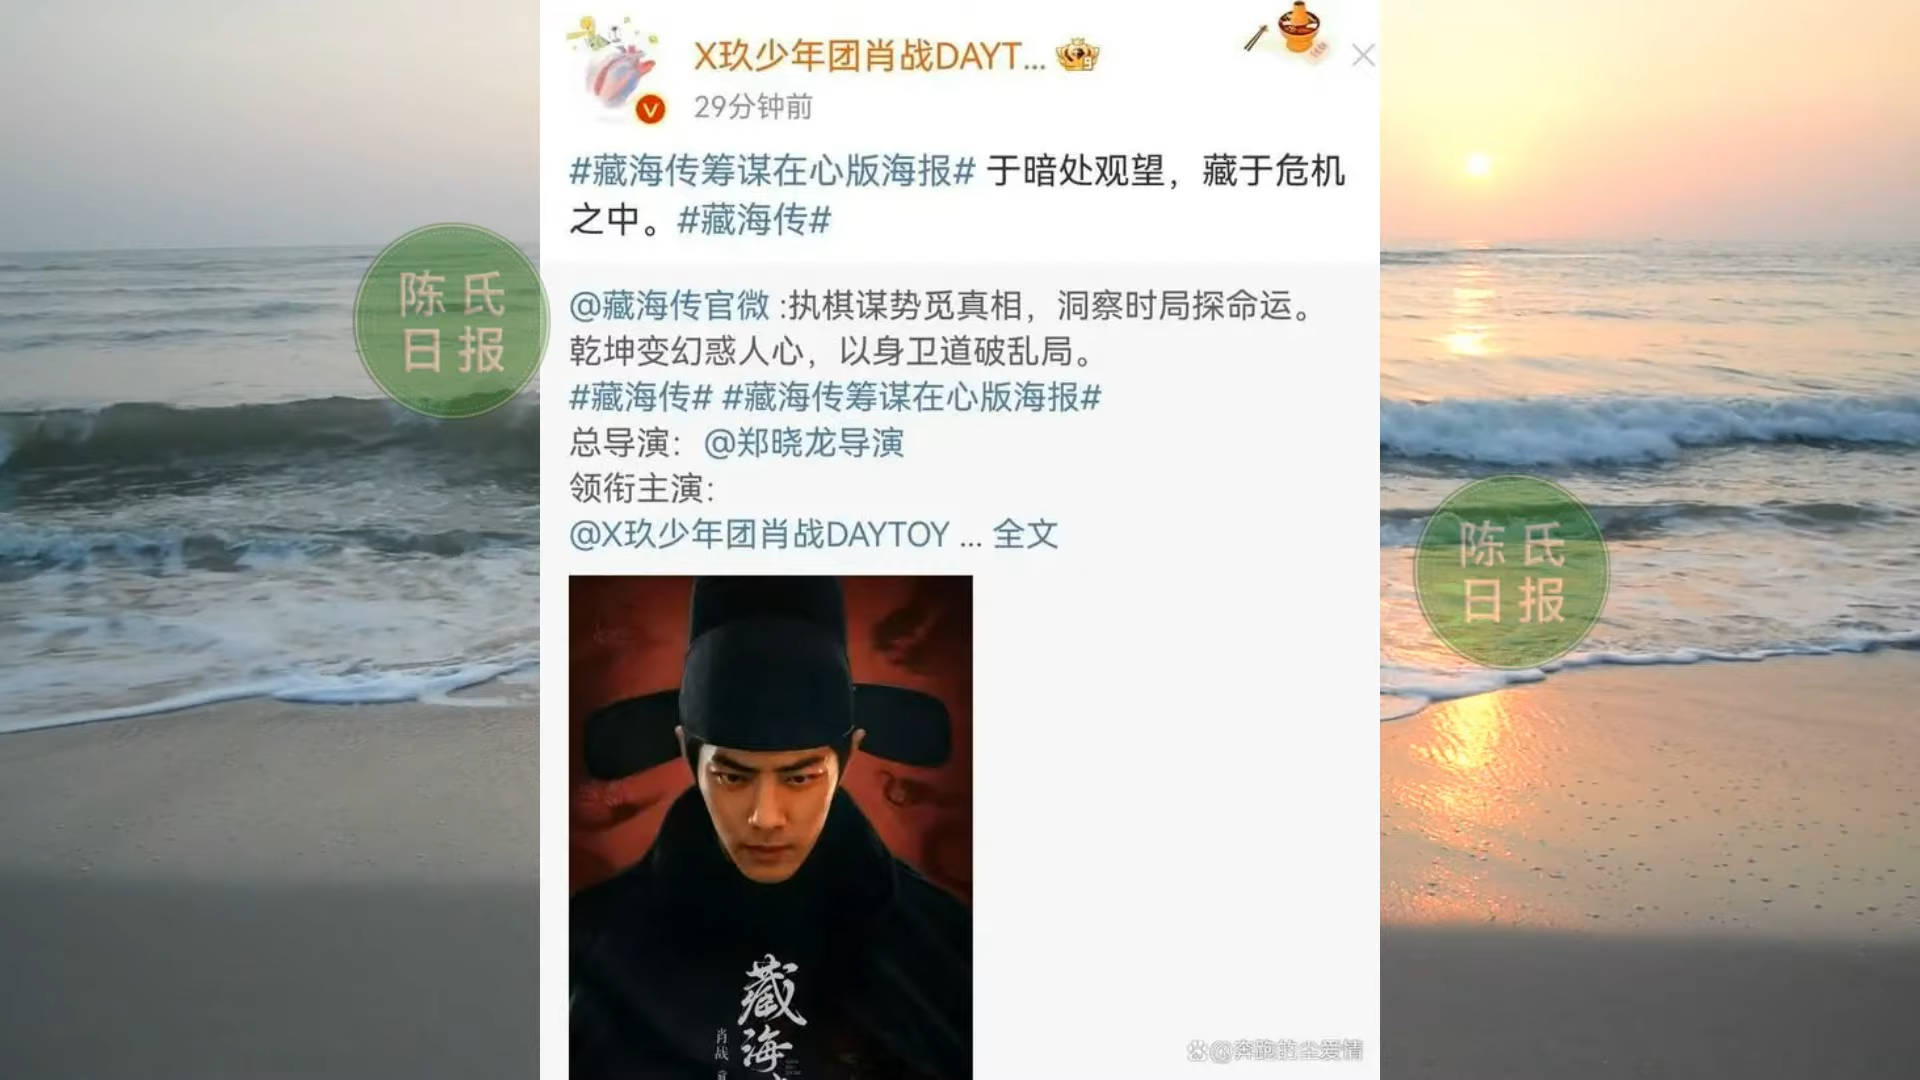 X玖少年团肖战DAYT...
29分钟前
#藏海传筹谋在心版海报# 于暗处观望，藏于危机
之中。#藏海传#
@藏海传官微 :执棋谋势觅真相，洞察时局探命运。
乾坤变幻惑人心，以身卫道破乱局。
#藏海传# #藏海传筹谋在心版海报#
总导演：@郑晓龙导演
领衔主演：
@X玖少年团肖战DAYTOY ... 全文
藏海
肖战
@奔跑的尘爱情
陈氏
日报
陈氏
日报